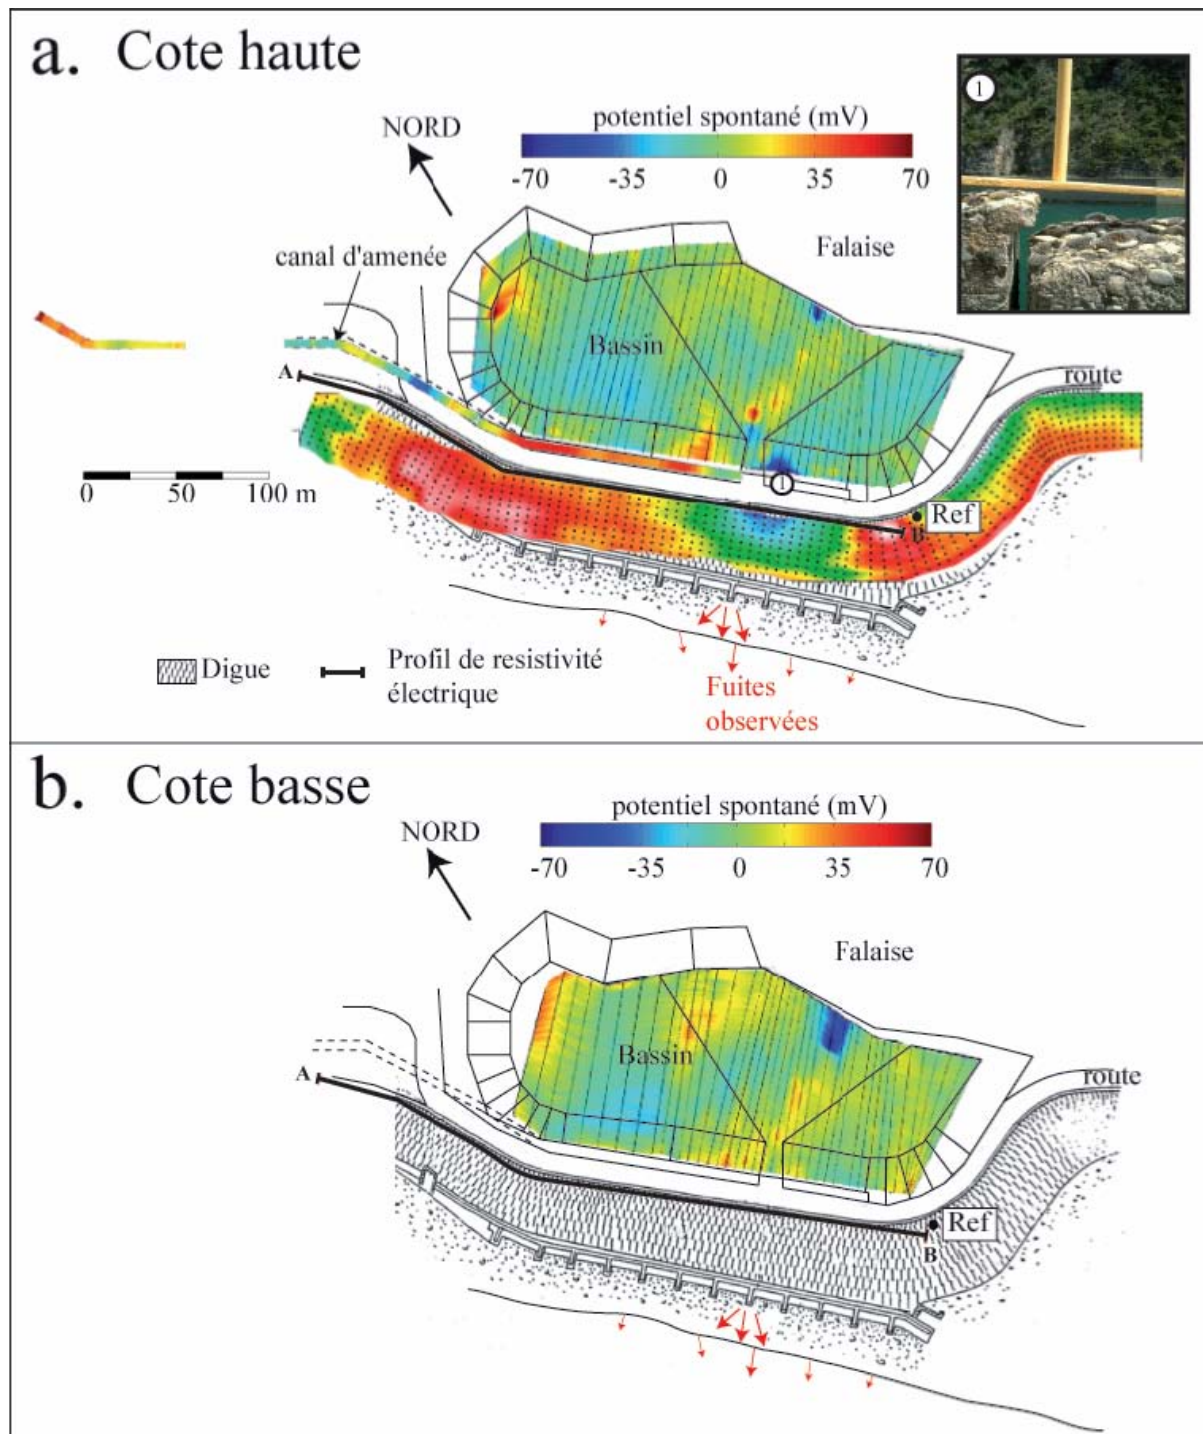 a. Cote haute
1
potentiel spontané (mV)
-70 -35 0 35 70
NORD
Falaise
canal d'amenée
Bassin
route
A
0 50 100 m
1
Ref
B
Digue
Profil de resistivité
électrique
Fuites
observées
b. Cote basse
potentiel spontané (mV)
-70 -35 0 35 70
NORD
Falaise
Bassin
route
A
Ref
B